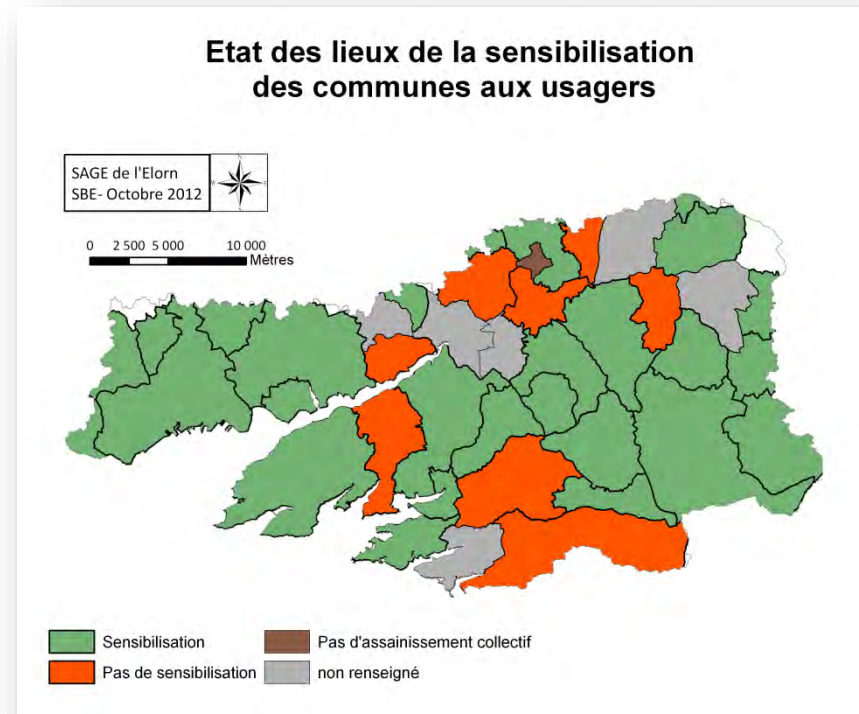 Etat des lieux de la sensibilisation
des communes aux usagers
SAGE de l'Elorn
SBE- Octobre 2012
0 2 500 5 000 10 000
Mètres
Sensibilisation
Pas d'assainissement collectif
Pas de sensibilisation
non renseigné